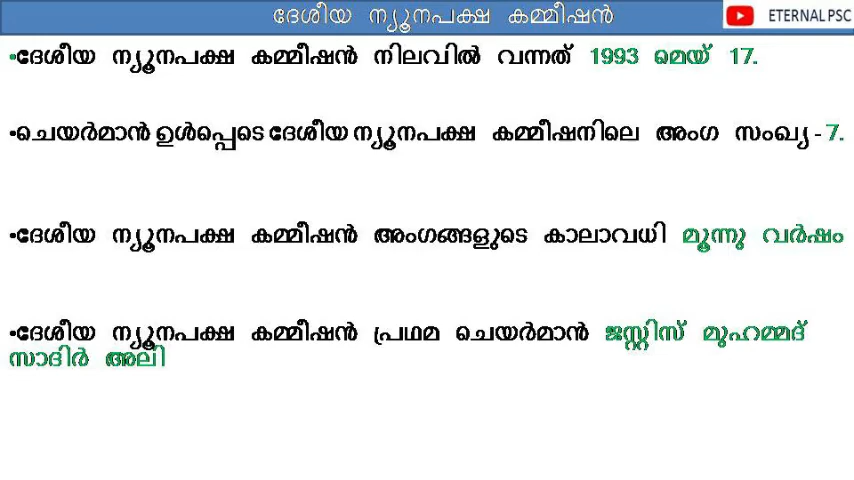 ദേശീയ ന്യൂനപക്ഷ കമ്മീഷൻ
ETERNAL PSC
•ദേശീയ ന്യൂനപക്ഷ കമ്മീഷൻ നിലവിൽ വന്നത് 1993 മെയ് 17.
•ചെയർമാൻ ഉൾപ്പെടെ ദേശീയ ന്യൂനപക്ഷ കമ്മീഷനിലെ അംഗ സംഖ്യ - 7.
•ദേശീയ ന്യൂനപക്ഷ കമ്മീഷൻ അംഗങ്ങളുടെ കാലാവധി മൂന്നു വർഷം
•ദേശീയ ന്യൂനപക്ഷ കമ്മീഷൻ പ്രഥമ ചെയർമാൻ ജസ്റ്റിസ് മുഹമ്മദ്
സാദിർ അലി